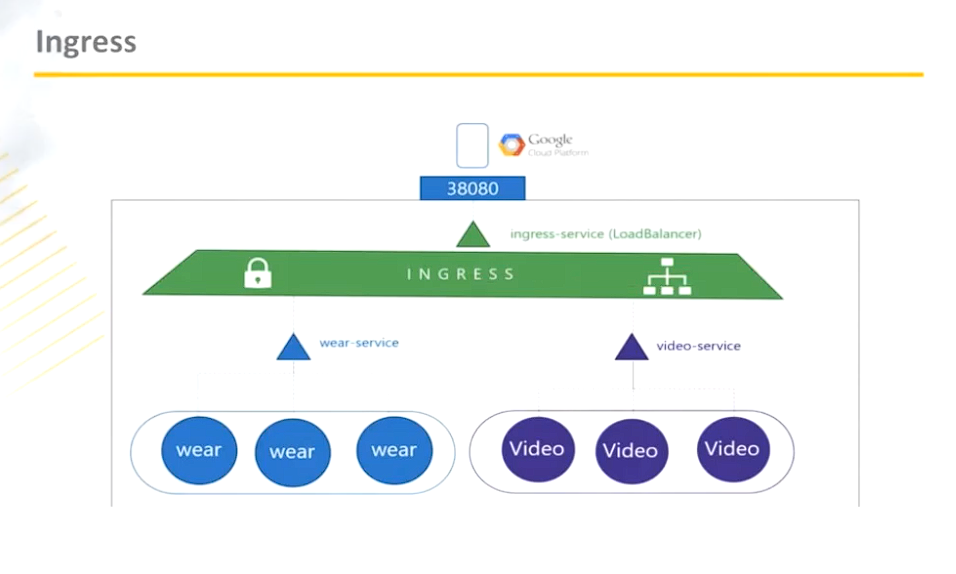 Ingress
Google
Cloud Platform
38080
ingress-service (LoadBalancer)
INGRESS
wear-service
video-service
wear
wear
wear
Video
Video
Video